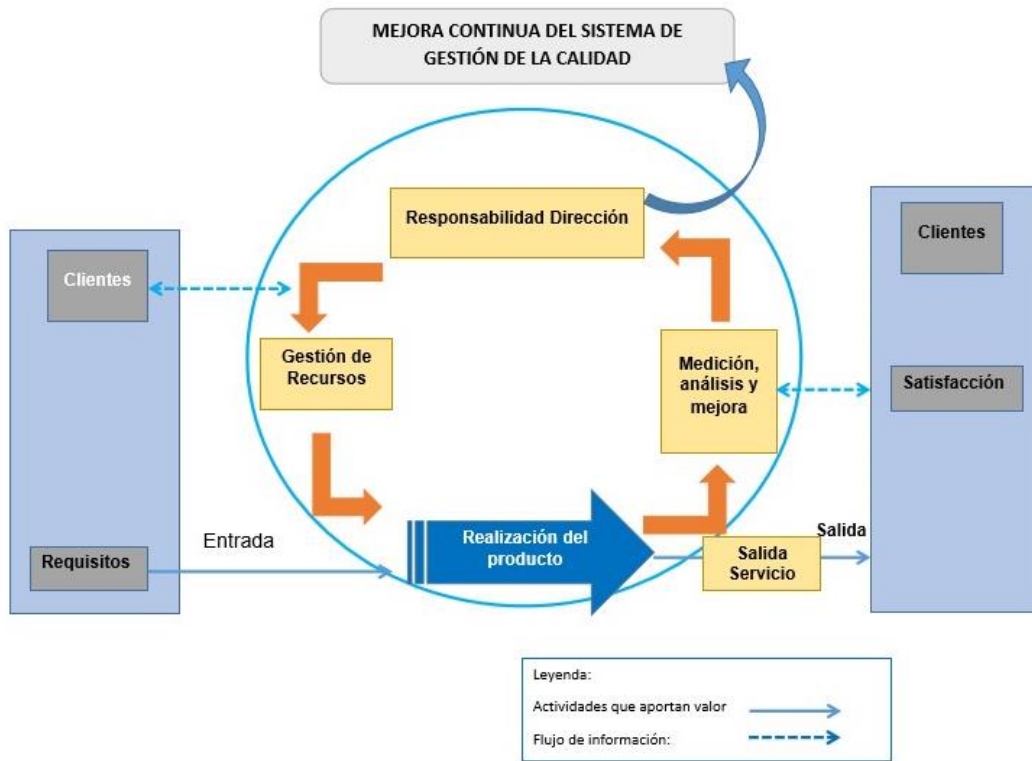 MEJORA CONTINUA DEL SISTEMA DE
GESTIÓN DE LA CALIDAD
Responsabilidad Dirección
Clientes
Clientes
Gestión de
Recursos
Medición,
análisis y
mejora
Satisfacción
Requisitos
Entrada
Realización del
producto
Salida
Servicio
Salida
Leyenda:
Actividades que aportan valor
Flujo de información: